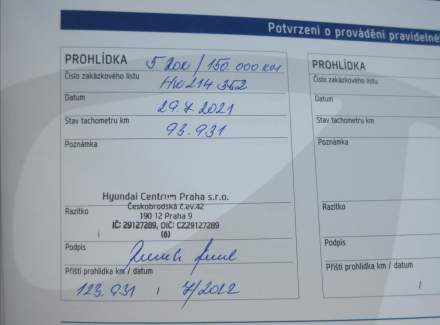 Potvrzení o provádění pravidelné
PROHLÍDKA 5. ROK / 150.000 KM
Číslo zakázkového listu
Datum 29.7.2021
Stav tachometru km 93.931
Poznámka
Hyundai Centrum Praha s.r.o.
Českobrodská č.ev.42
Razítko 190 12 Praha 9
IČ: 29127289, DIČ: CZ29127289
(6)
Podpis
Příští prohlídka km / datum
123.931 / 7/2022
PROHLÍDKA
Číslo zakázkového listu
Datum
Stav tachometru km
Poznámka
Razítko
Podpis
Příští prohlídka km / datum
/